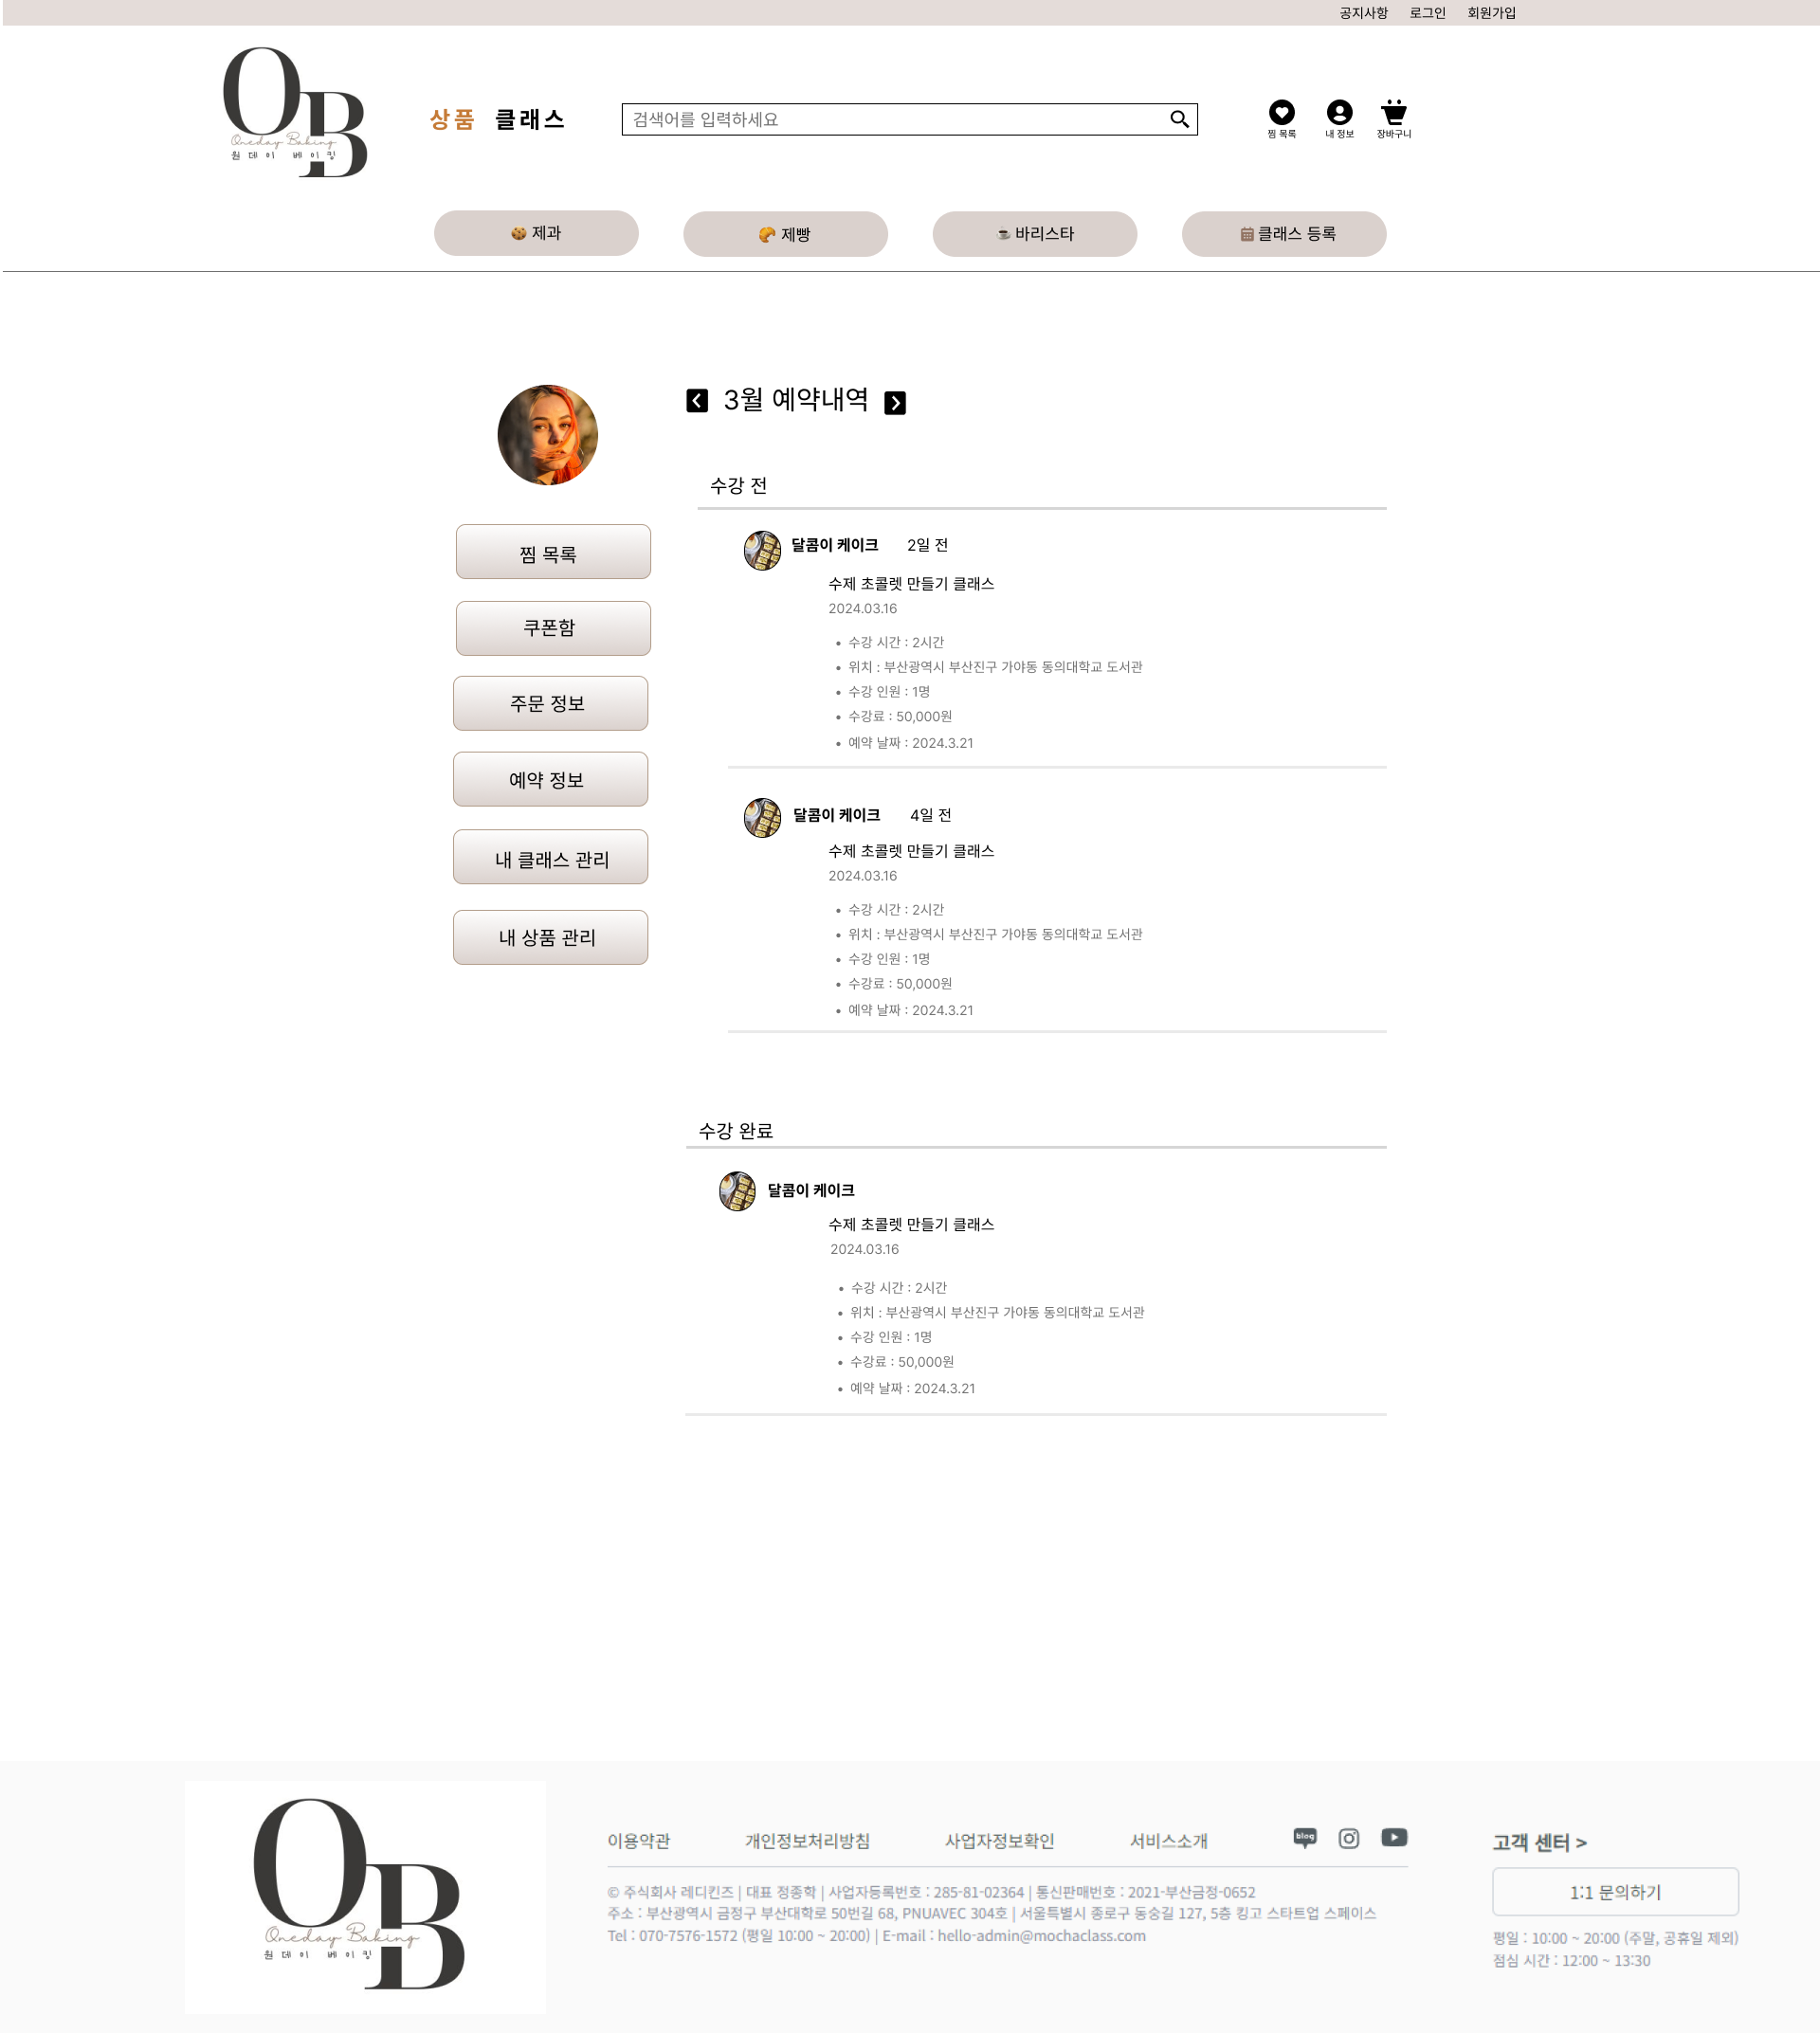 공지사항 로그인 회원가입
OB
Oneday Baking
원데이 베이킹
상품 클래스 검색어를 입력하세요
찜 목록 내 정보 장바구니
제과 제빵 바리스타 클래스 등록
3월 예약내역
수강 전
달콤이 케이크 2일 전
수제 초콜렛 만들기 클래스
2024.03.16
• 수강 시간 : 2시간
• 위치 : 부산광역시 부산진구 가야동 동의대학교 도서관
• 수강 인원 : 1명
• 수강료 : 50,000원
• 예약 날짜 : 2024.3.21
찜 목록
쿠폰함
주문 정보
예약 정보
내 클래스 관리
내 상품 관리
달콤이 케이크 4일 전
수제 초콜렛 만들기 클래스
2024.03.16
• 수강 시간 : 2시간
• 위치 : 부산광역시 부산진구 가야동 동의대학교 도서관
• 수강 인원 : 1명
• 수강료 : 50,000원
• 예약 날짜 : 2024.3.21
수강 완료
달콤이 케이크
수제 초콜렛 만들기 클래스
2024.03.16
• 수강 시간 : 2시간
• 위치 : 부산광역시 부산진구 가야동 동의대학교 도서관
• 수강 인원 : 1명
• 수강료 : 50,000원
• 예약 날짜 : 2024.3.21
OB
Oneday Baking
원데이 베이킹
이용약관 개인정보처리방침 사업자정보확인 서비스소개 blog
© 주식회사 레디킨즈 | 대표 정종학 | 사업자등록번호 : 285-81-02364 | 통신판매번호 : 2021-부산금정-0652
주소 : 부산광역시 금정구 부산대학로 50번길 68, PNUAVEC 304호 | 서울특별시 종로구 동숭길 127, 5층 킹고 스타트업 스페이스
Tel : 070-7576-1572 (평일 10:00 ~ 20:00) | E-mail : hello-admin@mochaclass.com
고객 센터 >
1:1 문의하기
평일 : 10:00 ~ 20:00 (주말, 공휴일 제외)
점심 시간 : 12:00 ~ 13:30